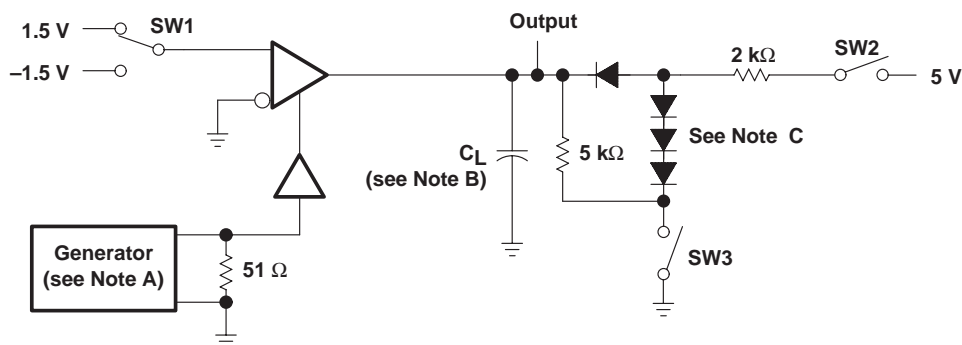 Output
1.5 V
SW1
–1.5 V
2 kΩ
SW2
5 V
CL
(see Note B)
5 kΩ
See Note C
Generator
(see Note A)
51 Ω
SW3